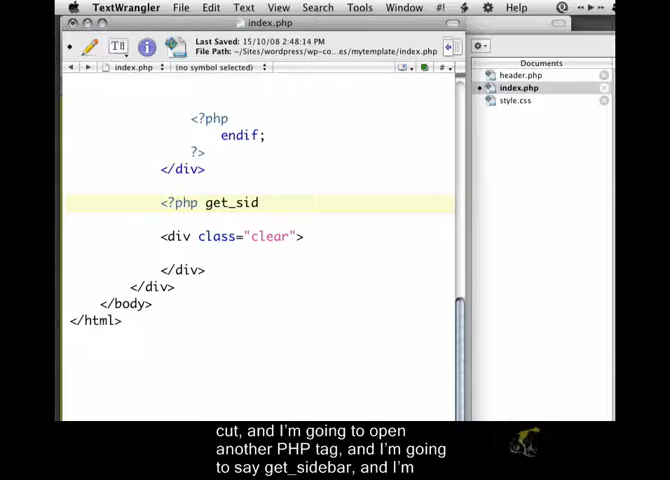 TextWrangler File Edit Text View Search Tools Window #! Help
index.php
Last Saved: 15/10/08 2:48:14 PM
File Path: ~/Sites/wordpress/wp-co...es/mytemplate/index.php
index.php (no symbol selected) #
Documents
header.php
index.php
style.css
<?php
endif;
?>
</div>
<?php get_sid
<div class="clear">
</div>
</div>
</body>
</html>
cut, and I'm going to open
another PHP tag, and I'm going
to say get_sidebar, and I'm